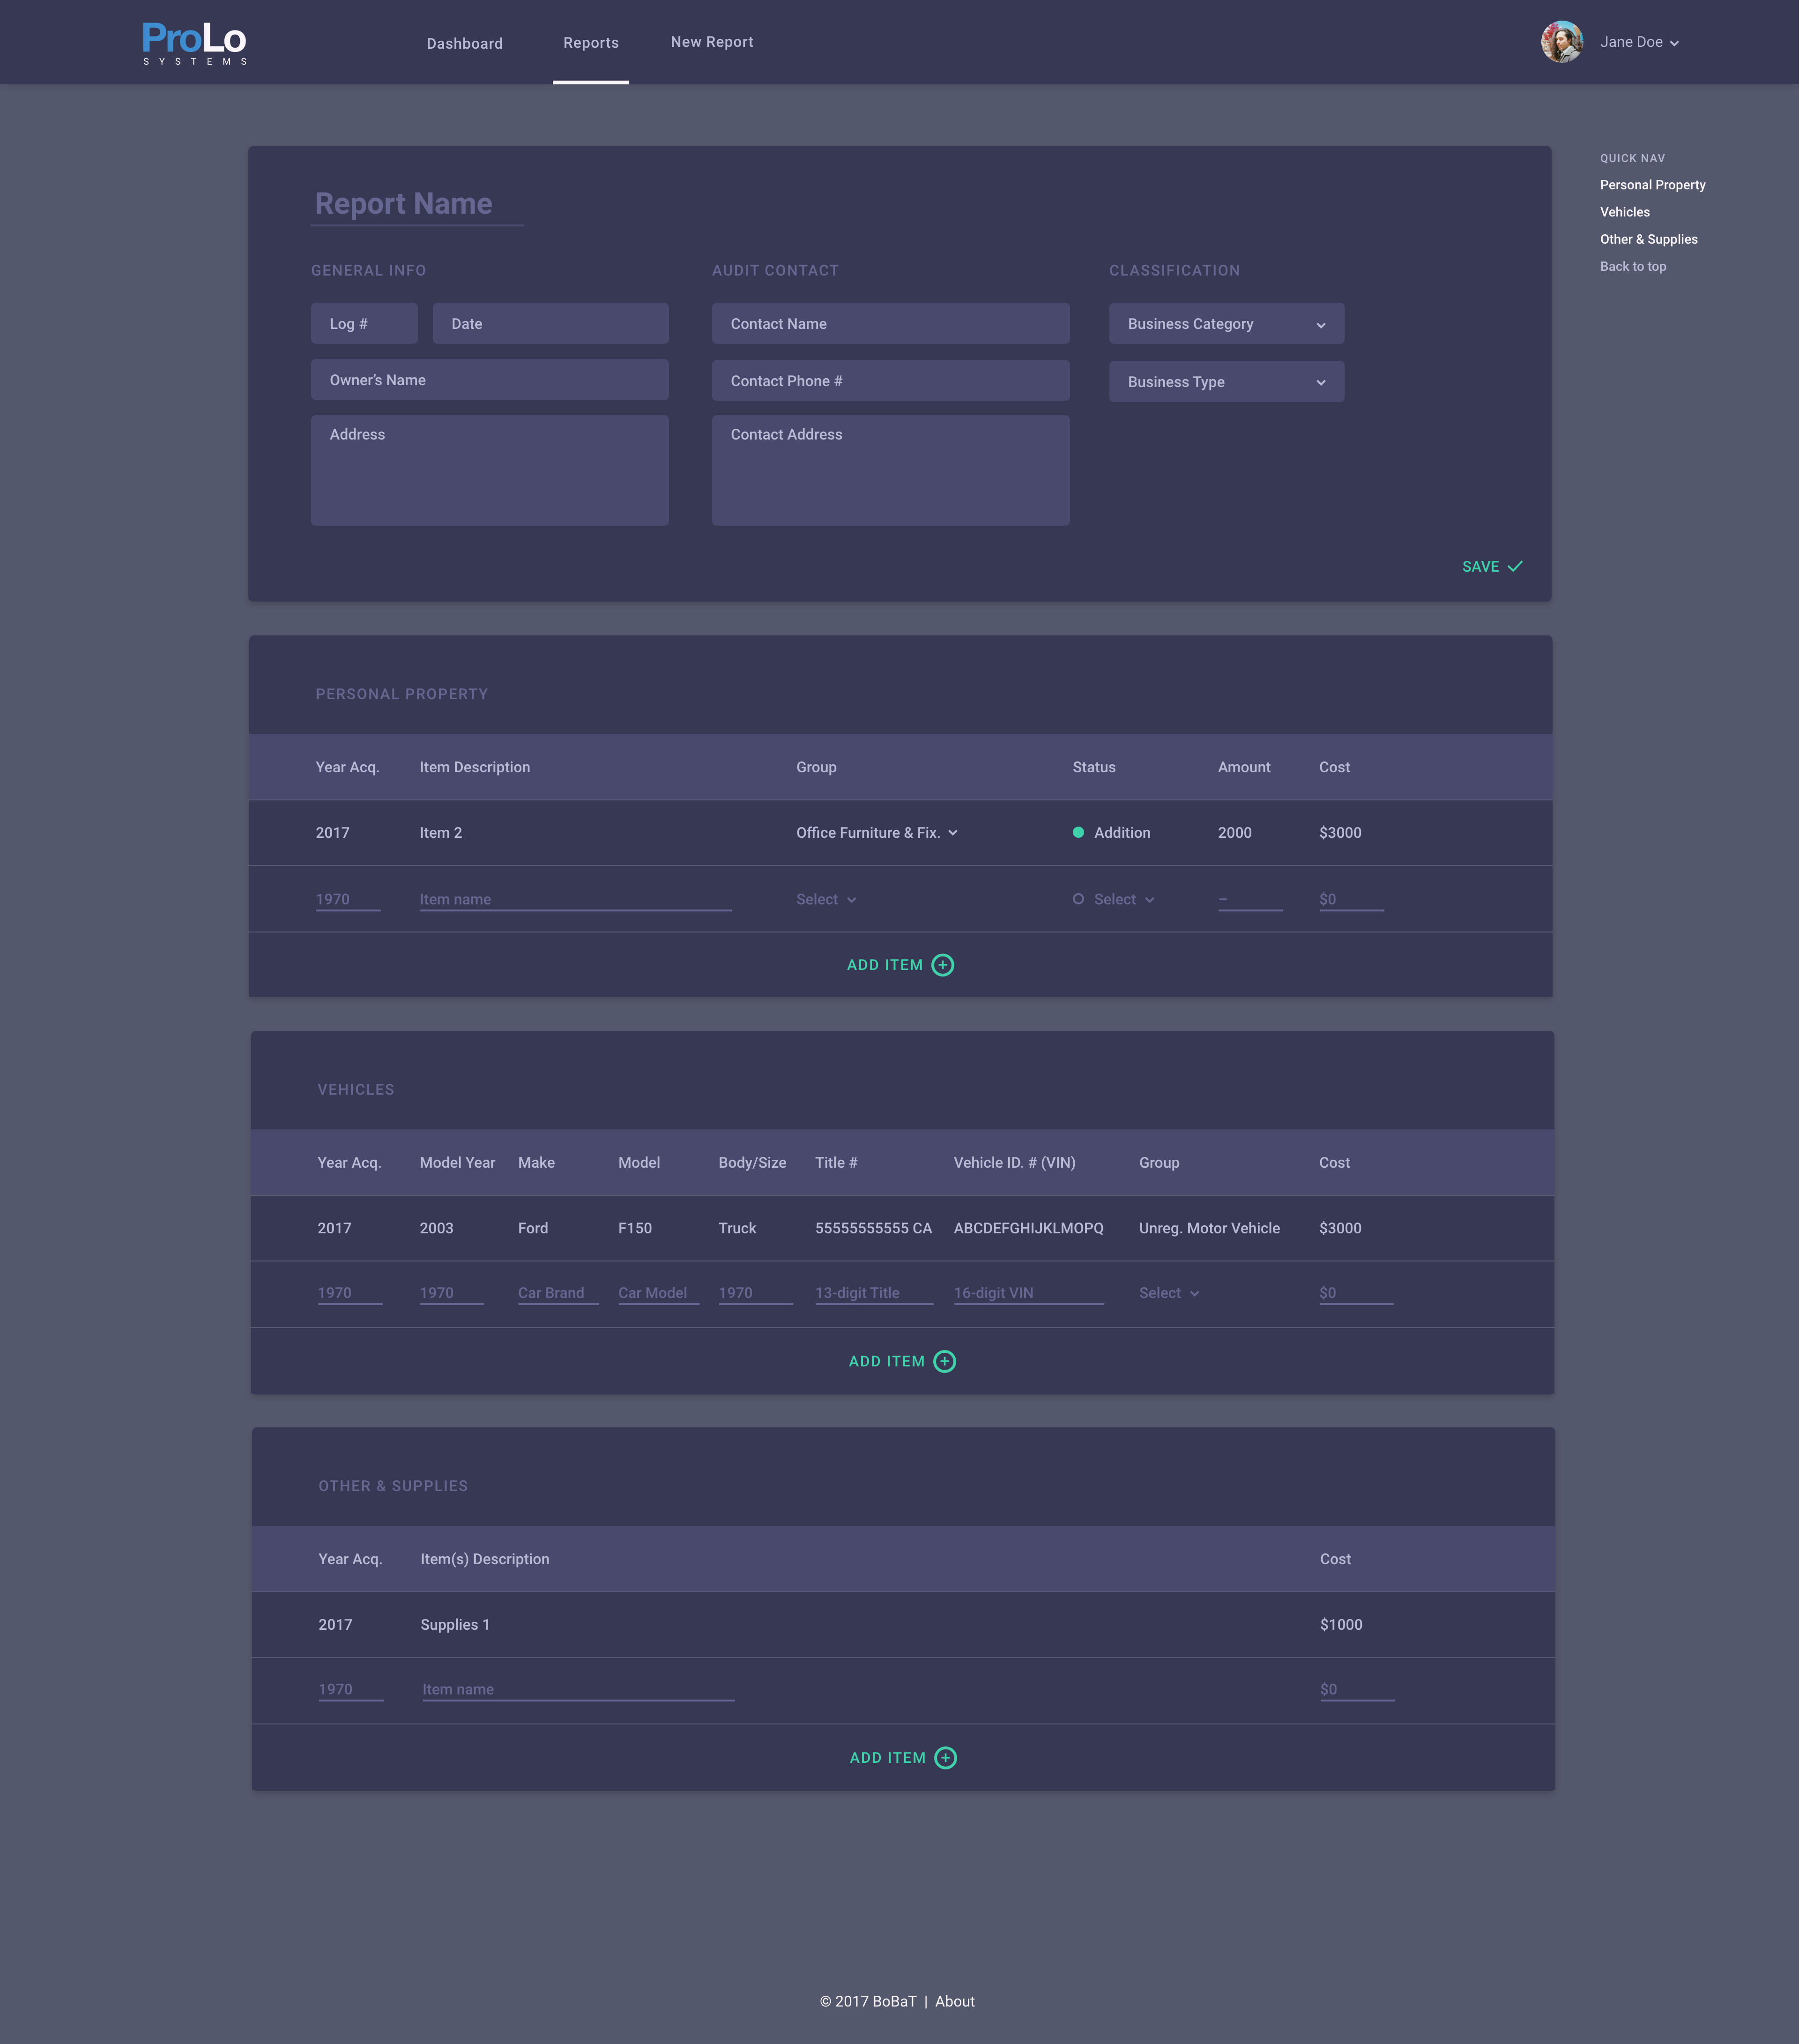 ProLo
SYSTEMS
Dashboard Reports New Report
Jane Doe
QUICK NAV
Personal Property
Vehicles
Other & Supplies
Back to top
Report Name
GENERAL INFO AUDIT CONTACT CLASSIFICATION
Log # Date Contact Name Business Category
Owner’s Name Contact Phone # Business Type
Address Contact Address
SAVE
PERSONAL PROPERTY
Year Acq. Item Description Group Status Amount Cost
2017 Item 2 Office Furniture & Fix. Addition 2000 $3000
1970 Item name Select Select – $0
ADD ITEM
VEHICLES
Year Acq. Model Year Make Model Body/Size Title # Vehicle ID. # (VIN) Group Cost
2017 2003 Ford F150 Truck 55555555555 CA ABCDEFGHIJKLMOPQ Unreg. Motor Vehicle $3000
1970 1970 Car Brand Car Model 1970 13-digit Title 16-digit VIN Select $0
ADD ITEM
OTHER & SUPPLIES
Year Acq. Item(s) Description Cost
2017 Supplies 1 $1000
1970 Item name $0
ADD ITEM
© 2017 BoBaT | About